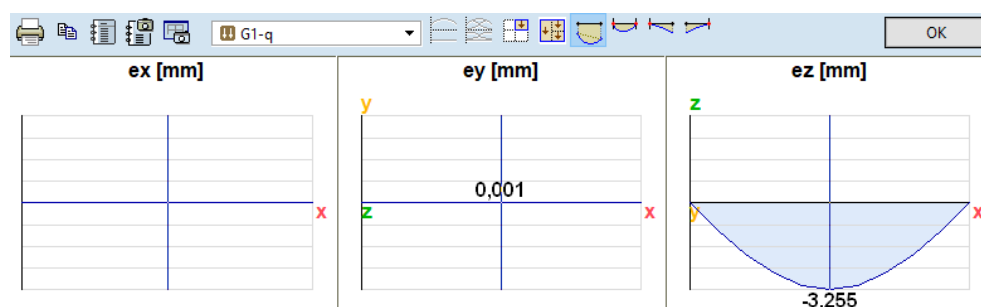 G1-q
OK
ex [mm]
ey [mm]
ez [mm]
y
z
0,001
x
z
x
y
x
-3,255